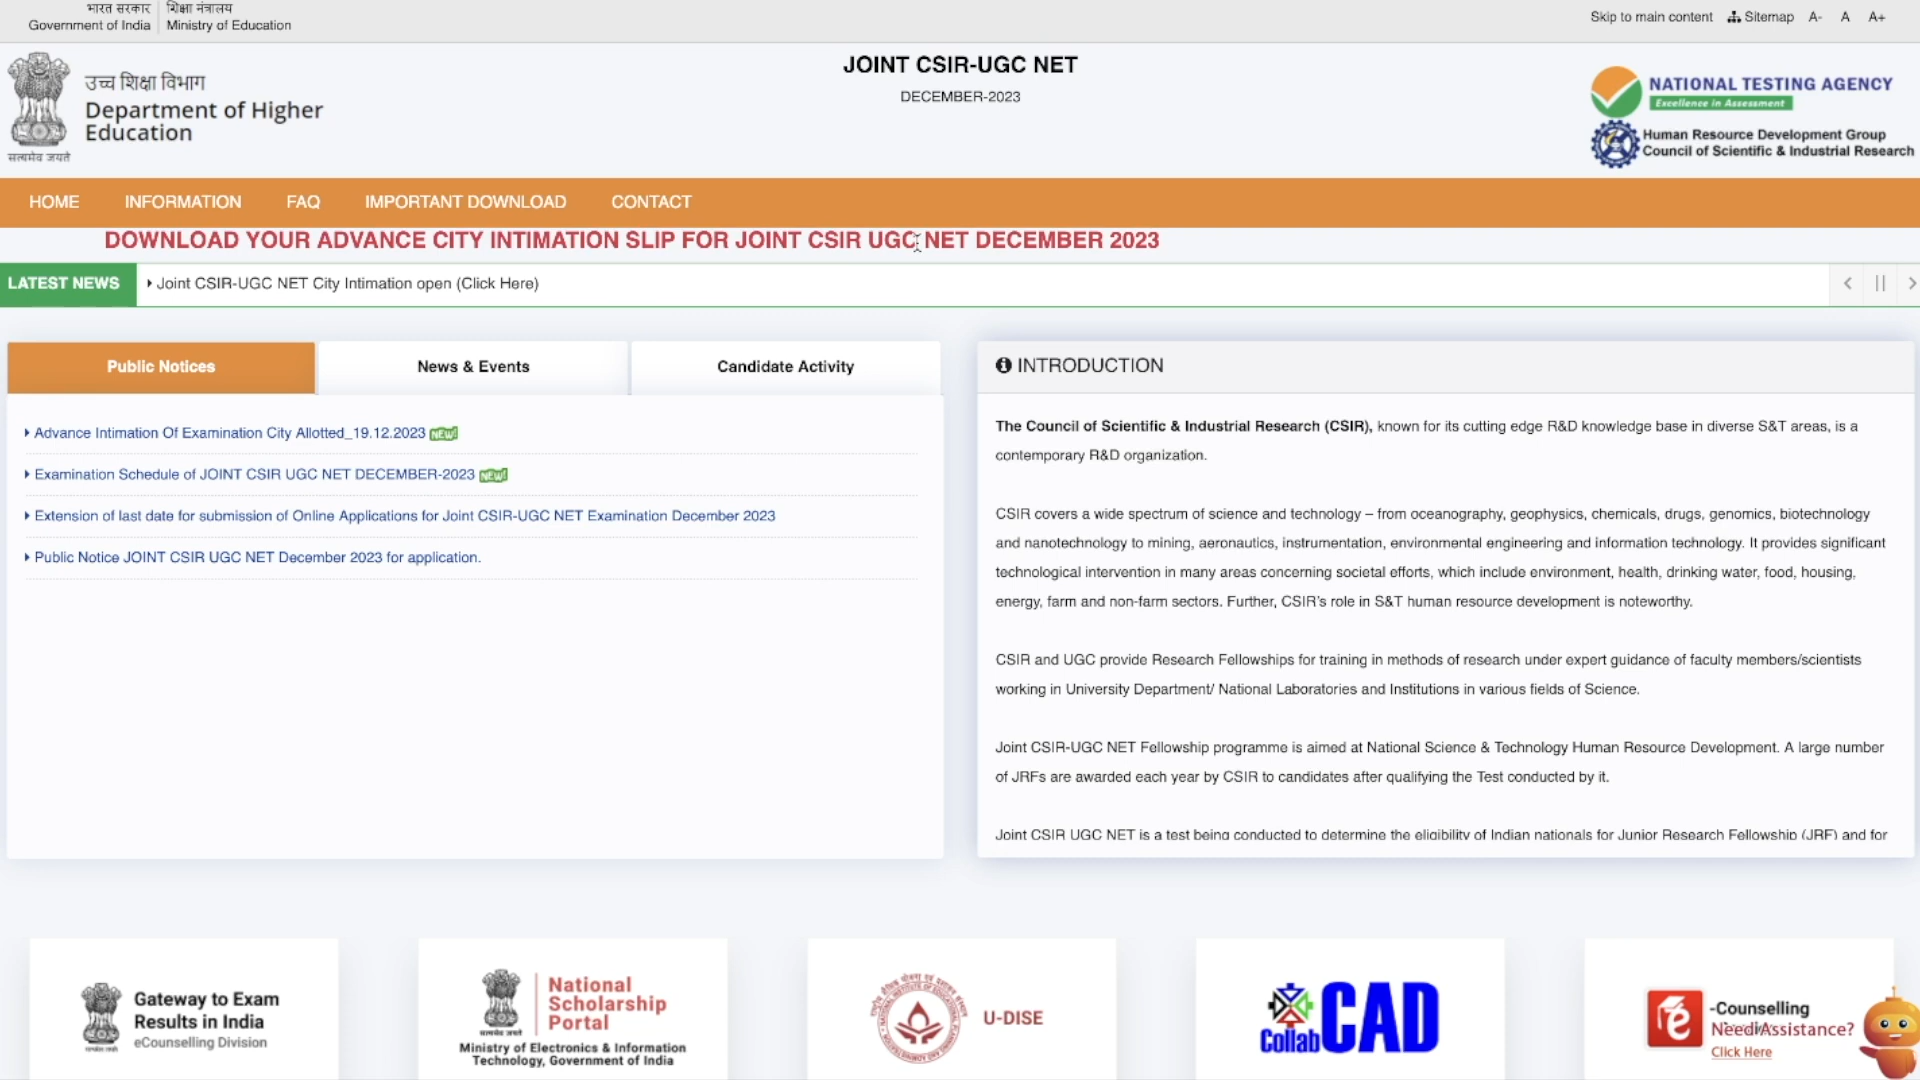 भारत सरकार
Government of India
शिक्षा मंत्रालय
Ministry of Education
Skip to main content
Sitemap
A-
A
A+
सत्यमेव जयते
उच्च शिक्षा विभाग
Department of Higher
Education
JOINT CSIR-UGC NET
DECEMBER-2023
NATIONAL TESTING AGENCY
Excellence in Assessment
Human Resource Development Group
Council of Scientific & Industrial Research
HOME
INFORMATION
FAQ
IMPORTANT DOWNLOAD
CONTACT
DOWNLOAD YOUR ADVANCE CITY INTIMATION SLIP FOR JOINT CSIR UGC NET DECEMBER 2023
LATEST NEWS
Joint CSIR-UGC NET City Intimation open (Click Here)
Public Notices
News & Events
Candidate Activity
Advance Intimation Of Examination City Allotted_19.12.2023 NEW!
Examination Schedule of JOINT CSIR UGC NET DECEMBER-2023 NEW!
Extension of last date for submission of Online Applications for Joint CSIR-UGC NET Examination December 2023
Public Notice JOINT CSIR UGC NET December 2023 for application.
INTRODUCTION
The Council of Scientific & Industrial Research (CSIR), known for its cutting edge R&D knowledge base in diverse S&T areas, is a
contemporary R&D organization.
CSIR covers a wide spectrum of science and technology – from oceanography, geophysics, chemicals, drugs, genomics, biotechnology
and nanotechnology to mining, aeronautics, instrumentation, environmental engineering and information technology. It provides significant
technological intervention in many areas concerning societal efforts, which include environment, health, drinking water, food, housing,
energy, farm and non-farm sectors. Further, CSIR's role in S&T human resource development is noteworthy.
CSIR and UGC provide Research Fellowships for training in methods of research under expert guidance of faculty members/scientists
working in University Department/ National Laboratories and Institutions in various fields of Science.
Joint CSIR-UGC NET Fellowship programme is aimed at National Science & Technology Human Resource Development. A large number
of JRFs are awarded each year by CSIR to candidates after qualifying the Test conducted by it.
Joint CSIR UGC NET is a test being conducted to determine the eligibility of Indian nationals for Junior Research Fellowship (JRF) and for
Gateway to Exam
Results in India
eCounselling Division
National
Scholarship
Portal
Ministry of Electronics & Information
Technology, Government of India
U-DISE
Collab CAD
-Counselling
Need Assistance?
Click Here